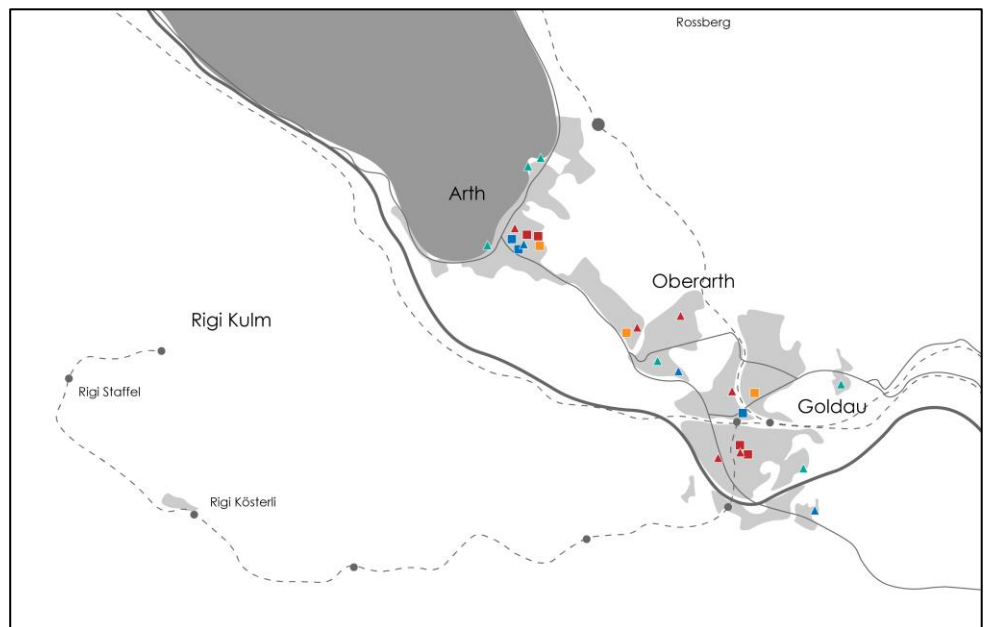 Rossberg
Arth
Oberarth
Rigi Kulm
Rigi Staffel
Goldau
Rigi Kösterli